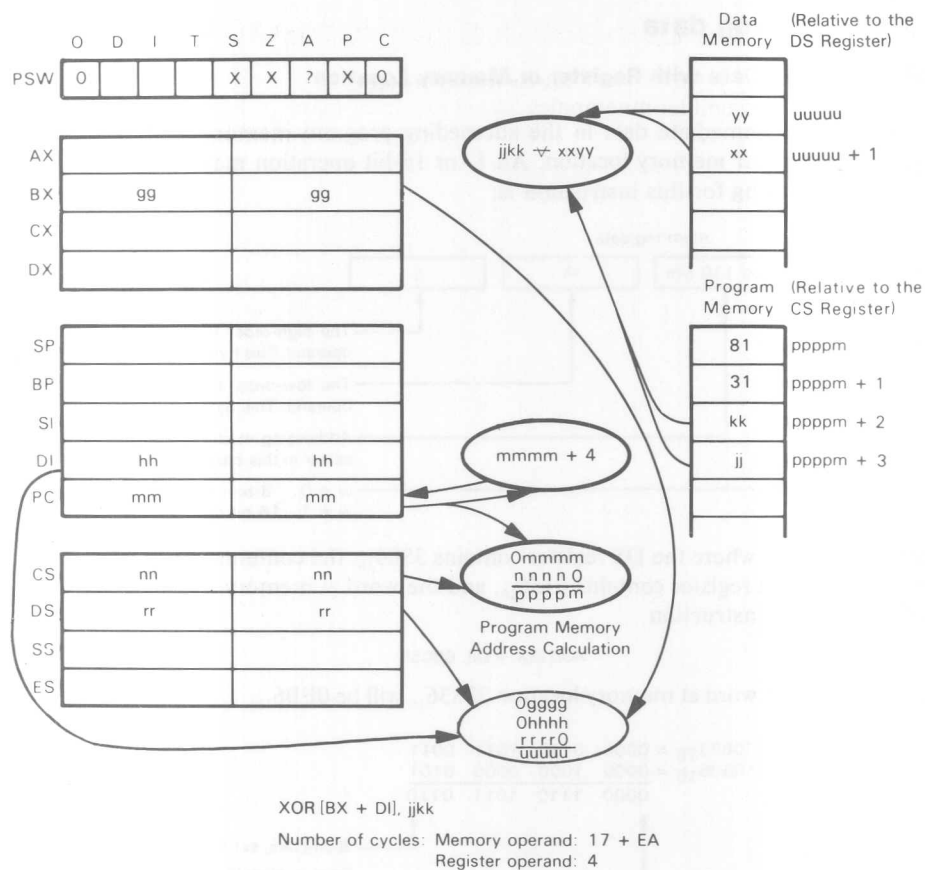 O D I T S Z A P C
PSW 0 X X ? X 0
AX
BX gg gg
CX
DX
SP
BP
SI
DI hh hh
PC mm mm
CS nn nn
DS rr rr
SS
ES
jjkk ⊻ xxyy
mmmm + 4
0mmmm
nnnn0
ppppm
Program Memory
Address Calculation
0gggg
0hhhh
rrrr0
uuuuu
Data
Memory
(Relative to the
DS Register)
yy uuuuu
xx uuuuu + 1
Program
Memory
(Relative to the
CS Register)
81 ppppm
31 ppppm + 1
kk ppppm + 2
jj ppppm + 3
XOR [BX + DI], jjkk
Number of cycles: Memory operand: 17 + EA
Register operand: 4